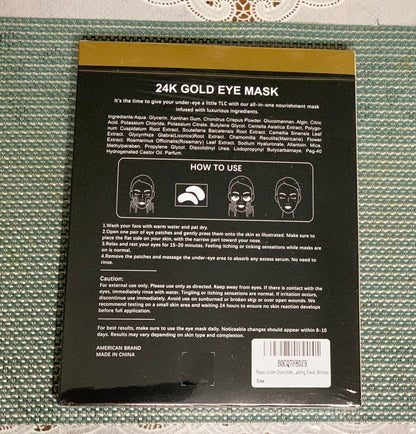 24K GOLD EYE MASK
It's the time to give your under-eye a little TLC with our all-in-one nourishment mask
infused with luxurious ingredients.
Ingredients:Aqua, Glycerin, Xanthan Gum, Chondrus Crispus Powder, Glucomannan, Algin, Citric
Acid, Potassium Chloride, Potassium Citrate, Butylene Glycol, Centella Asiatica Extract, Polygo-
num Cuspidatum Root Extract, Scutellaria Baicalensis Root Extract, Camellia Sinensis Leaf
Extract, Glycyrrhiza Glabra(Licorice)Root Extract, Chamomilla Recutita(Matricaria) Flower
Extract, Rosmarinus Officinalis(Rosemary) Leaf Extract, Sodium Hyaluronate, Allantoin, Mica,
Methylparaben, Propylene Glycol, Diazolidinyl Urea, Lodopropynyl Butycarbamaye, Peg-40
Hydrogenated Castor Oil, Parfum.
HOW TO USE
1.Wash your face with warm water and pat dry.
2.Open one pair of eye patches and gently press them onto the skin as illustrated. Make sure to
place the flat side on your skin, with the narrow part toward your nose.
3.Relax and rest your eyes for 15-20 minutes. Feeling itching or itching sensations while masks are
on is normal.
4.Remove the patches and massage the under-eye area to absorb any excess serum. No need to
rinse.
Caution:
For external use only. Please use only as directed. Keep away from eyes. If there is contact with the
eyes, immediately rinse with water. Tingling or itching sensations are normal. If irritation occurs,
discontinue use immediately. Avoid use on sunburned or broken skip or over open wounds. We
recommend testing on a small skin area and waiting 24 hours to ensure no skin reaction develops
before full application.
For best results, make sure to use the eye mask daily. Noticeable changes should appear within 8-10
days. Results may vary depending on skin type and complexion.
AMERICAN BRAND
MADE IN CHINA
B0CQ7F8D29
Golden Glow Under Travel, Wrinkles
New